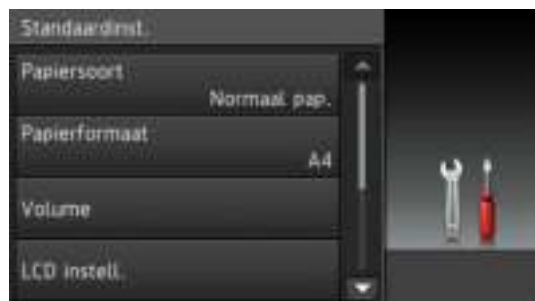 Standaardinst.
Papiersoort
Normaal pap.
Papierformaat
A4
Volume
LCD instell.